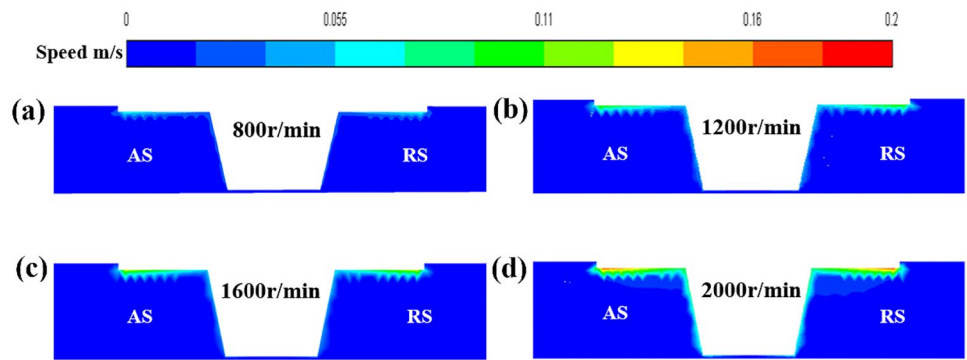 0 0.055 0.11 0.16 0.2
Speed m/s
(a) 800r/min (b) 1200r/min
AS RS AS RS
(c) 1600r/min (d) 2000r/min
AS RS AS RS